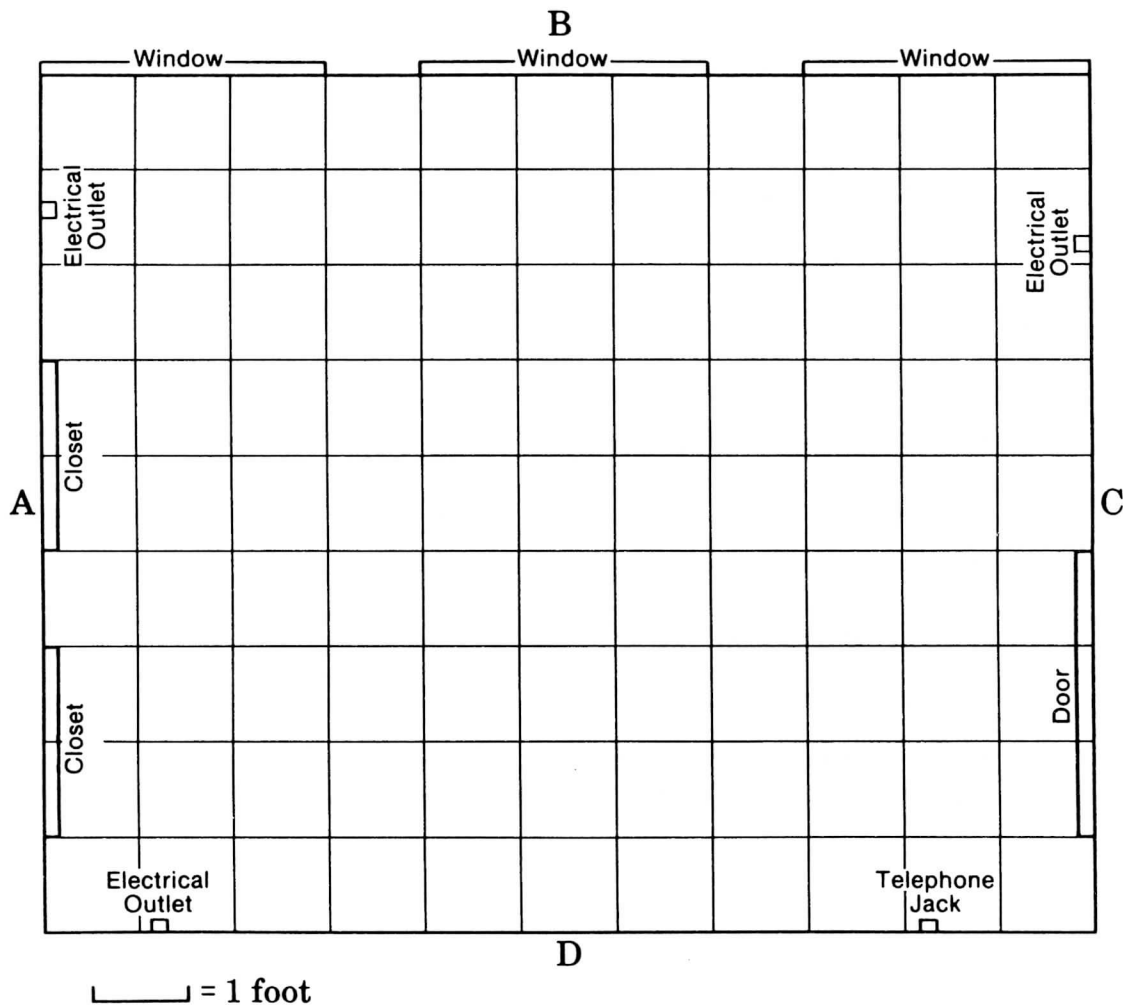 B
Window
Window
Window
Electrical
Outlet
Electrical
Outlet
Closet
A
C
Closet
Door
Electrical
Outlet
Telephone
Jack
D
= 1 foot